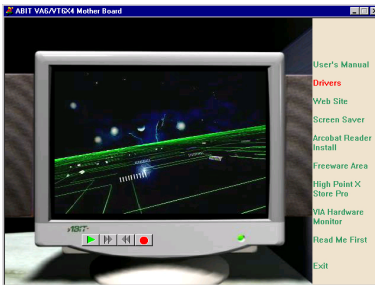 ABIT VA6/VT6X4 Mother Board
User's Manual
Drivers
Web Site
Screen Saver
Arcobat Reader
Install
Freeware Area
High Point X
Store Pro
VIA Hardware
Monitor
Read Me First
Exit
ABIT